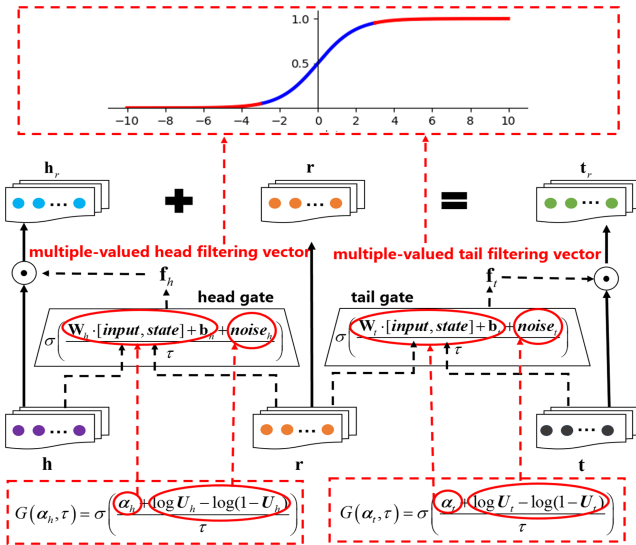 1.0
0.5
−10 −8 −6 −4 −2 0 2 4 6 8 10
h_r r t_r
+ =
multiple-valued head filtering vector multiple-valued tail filtering vector
f_h f_t
head gate tail gate
σ((W_h·[input, state]+b_h+noise_h)/τ) σ((W_t·[input, state]+b_t+noise_t)/τ)
h r t
G(α_h,τ)=σ((α_h+log U_h−log(1−U_h))/τ) G(α_t,τ)=σ((α_t+log U_t−log(1−U_t))/τ)